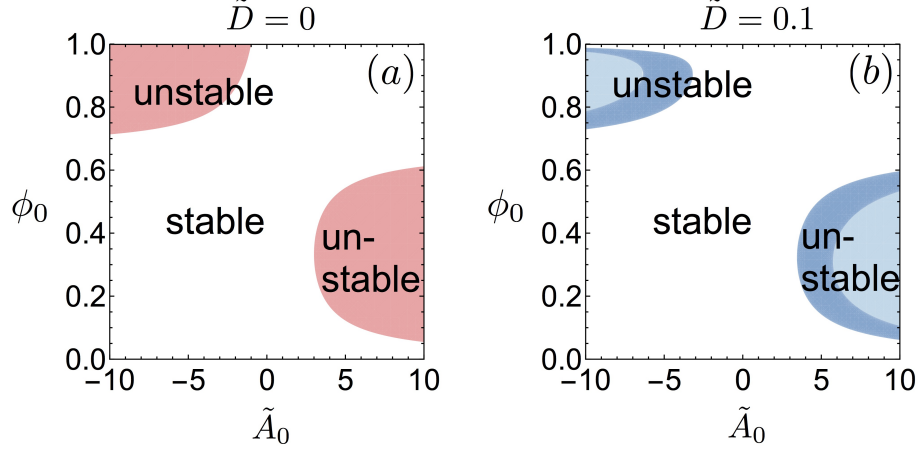 D̃ = 0
(a)
unstable
stable
un-
stable
1.0
0.8
0.6
0.4
0.2
0.0
ϕ₀
−10 −5 0 5 10
Ã₀
D̃ = 0.1
(b)
unstable
stable
un-
stable
1.0
0.8
0.6
0.4
0.2
0.0
ϕ₀
−10 −5 0 5 10
Ã₀